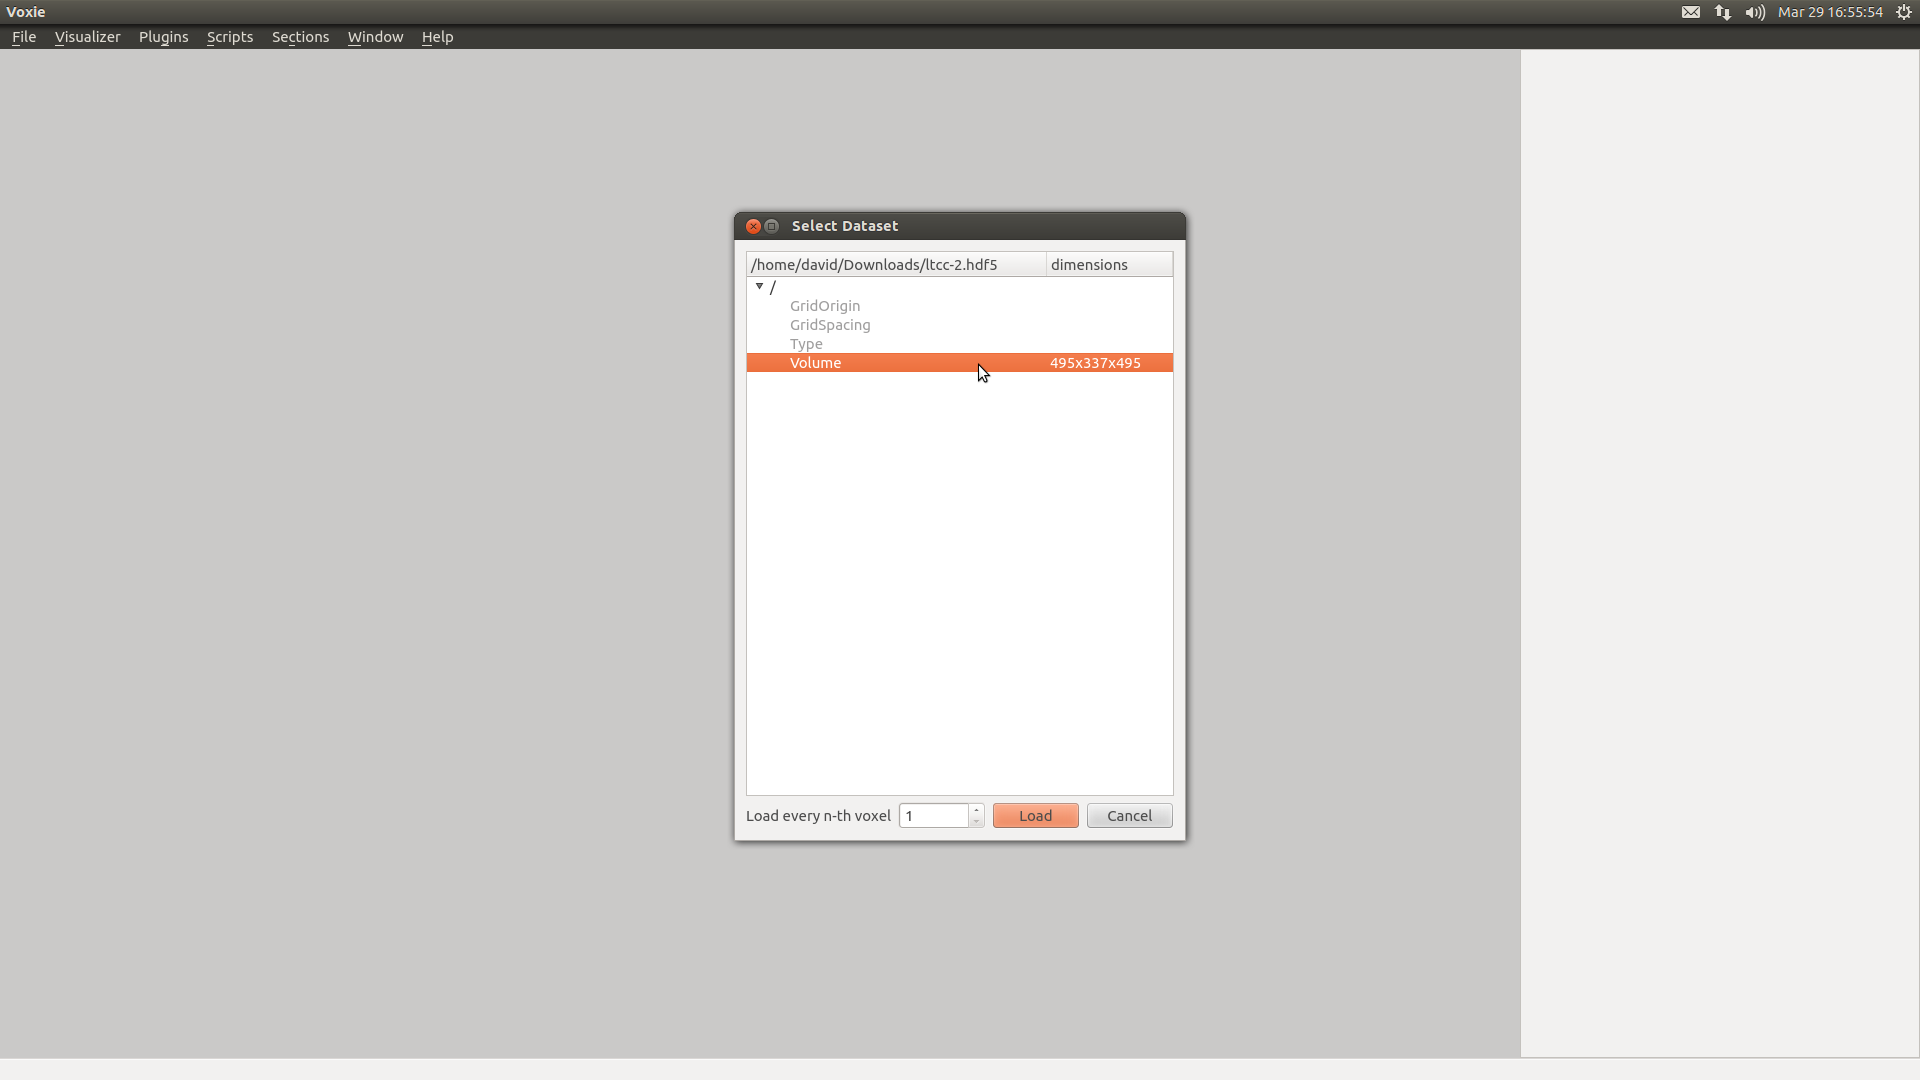 Voxie
Mar 29 16:55:54
File Visualizer Plugins Scripts Sections Window Help
Select Dataset
/home/david/Downloads/ltcc-2.hdf5 dimensions
/
GridOrigin
GridSpacing
Type
Volume 495x337x495
Load every n-th voxel 1 Load Cancel